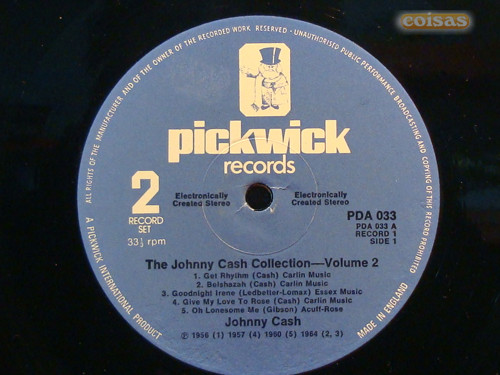 eoisas
ALL RIGHTS OF THE MANUFACTURER AND OF THE OWNER OF THE RECORDED WORK RESERVED - UNAUTHORISED PUBLIC PERFORMANCE BROADCASTING AND COPYING OF THIS RECORD PROHIBITED
pickwick
records
2
RECORD
SET
33⅓ rpm
Electronically
Created Stereo
Electronically
Created Stereo
PDA 033
PDA 033 A
RECORD 1
SIDE 1
The Johnny Cash Collection—Volume 2
1. Get Rhythm (Cash) Carlin Music
2. Belshazah (Cash) Carlin Music
3. Goodnight Irene (Ledbetter-Lomax) Essex Music
4. Give My Love To Rose (Cash) Carlin Music
5. Oh Lonesome Me (Gibson) Acuff-Rose
Johnny Cash
℗ 1956 (1) 1957 (4) 1960 (5) 1964 (2, 3)
A PICKWICK INTERNATIONAL PRODUCT
MADE IN ENGLAND